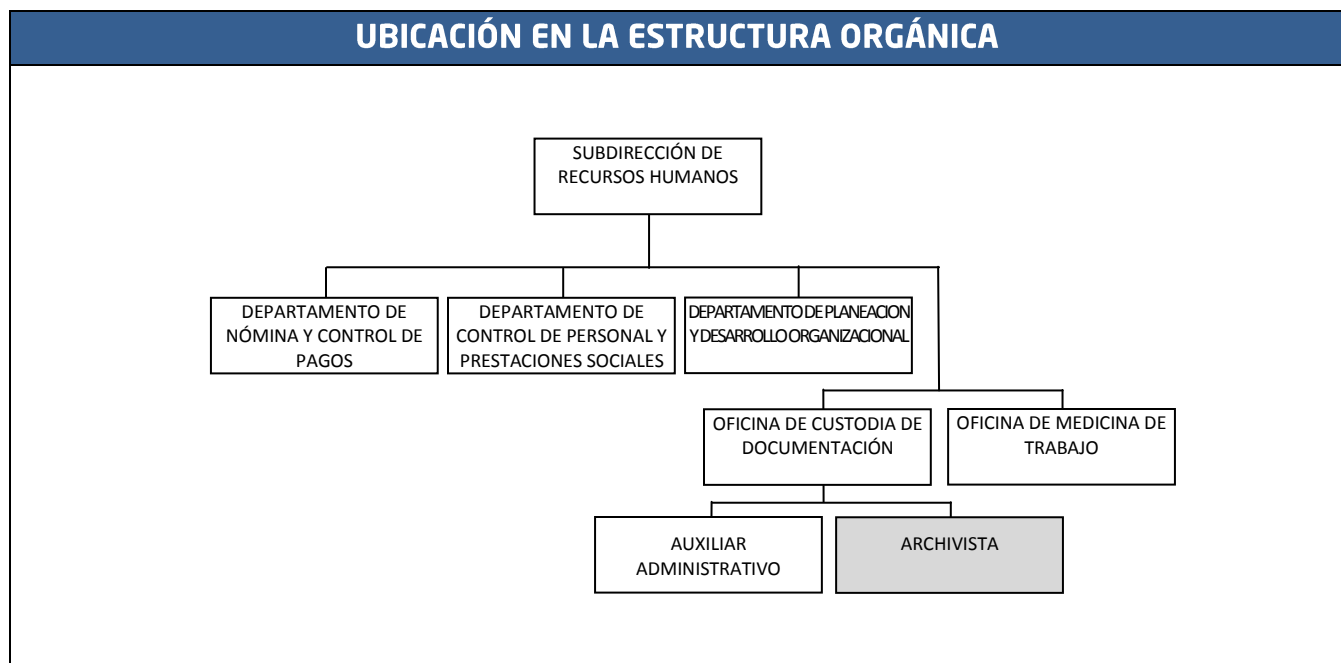 UBICACIÓN EN LA ESTRUCTURA ORGÁNICA
SUBDIRECCIÓN DE
RECURSOS HUMANOS
DEPARTAMENTO DE
NÓMINA Y CONTROL DE
PAGOS
DEPARTAMENTO DE
CONTROL DE PERSONAL Y
PRESTACIONES SOCIALES
DEPARTAMENTO DE PLANEACION
Y DESARROLLO ORGANIZACIONAL
OFICINA DE CUSTODIA DE
DOCUMENTACIÓN
OFICINA DE MEDICINA DE
TRABAJO
AUXILIAR
ADMINISTRATIVO
ARCHIVISTA